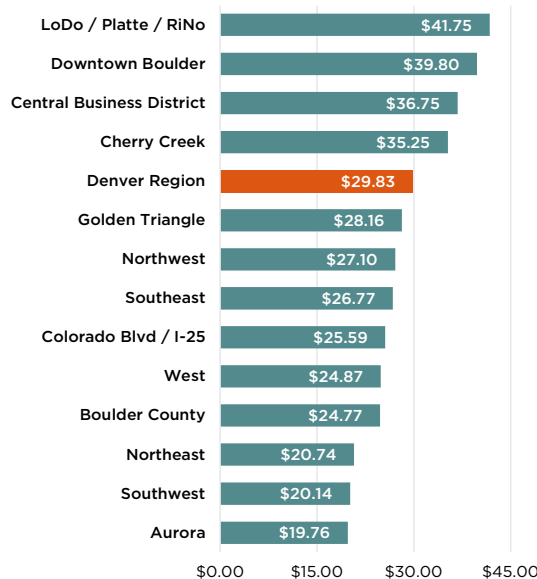 LoDo / Platte / RiNo $41.75
Downtown Boulder $39.80
Central Business District $36.75
Cherry Creek $35.25
Denver Region $29.83
Golden Triangle $28.16
Northwest $27.10
Southeast $26.77
Colorado Blvd / I-25 $25.59
West $24.87
Boulder County $24.77
Northeast $20.74
Southwest $20.14
Aurora $19.76
$0.00 $15.00 $30.00 $45.00